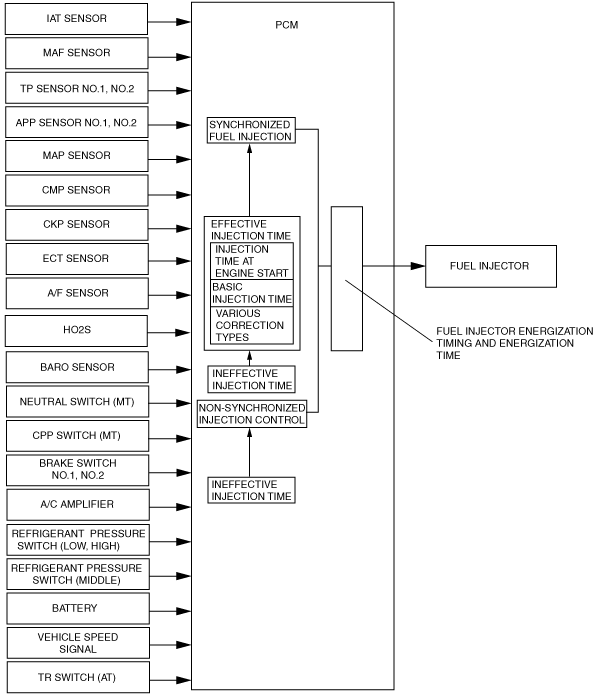 IAT SENSOR
MAF SENSOR
TP SENSOR NO.1, NO.2
APP SENSOR NO.1, NO.2
MAP SENSOR
CMP SENSOR
CKP SENSOR
ECT SENSOR
A/F SENSOR
HO2S
BARO SENSOR
NEUTRAL SWITCH (MT)
CPP SWITCH (MT)
BRAKE SWITCH
NO.1, NO.2
A/C AMPLIFIER
REFRIGERANT PRESSURE
SWITCH (LOW, HIGH)
REFRIGERANT PRESSURE
SWITCH (MIDDLE)
BATTERY
VEHICLE SPEED
SIGNAL
TR SWITCH (AT)
PCM
SYNCHRONIZED
FUEL INJECTION
EFFECTIVE
INJECTION TIME
INJECTION
TIME AT
ENGINE START
BASIC
INJECTION TIME
VARIOUS
CORRECTION
TYPES
INEFFECTIVE
INJECTION TIME
NON-SYNCHRONIZED
INJECTION CONTROL
INEFFECTIVE
INJECTION TIME
FUEL INJECTOR
FUEL INJECTOR ENERGIZATION
TIMING AND ENERGIZATION
TIME